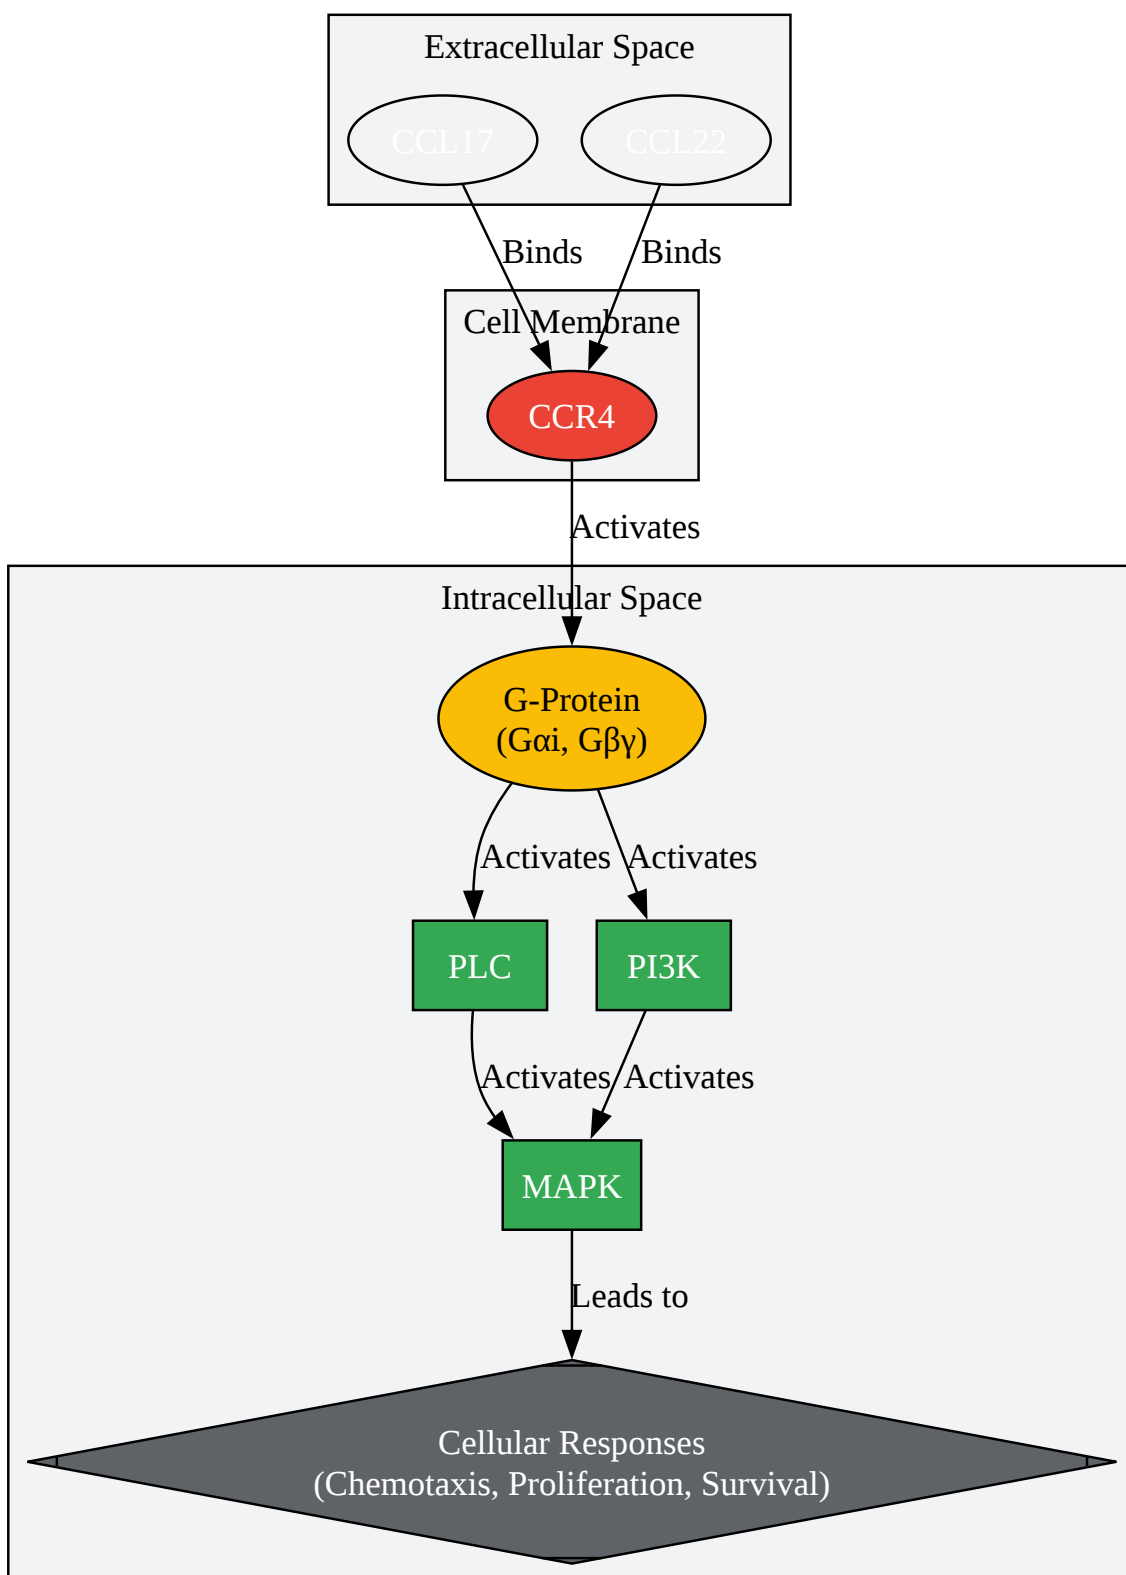 Extracellular Space
CCL17
CCL22
Binds
Binds
Cell Membrane
CCR4
Activates
Intracellular Space
G-Protein
(Gαi, Gβγ)
Activates
Activates
PLC
PI3K
Activates
Activates
MAPK
Leads to
Cellular Responses
(Chemotaxis, Proliferation, Survival)